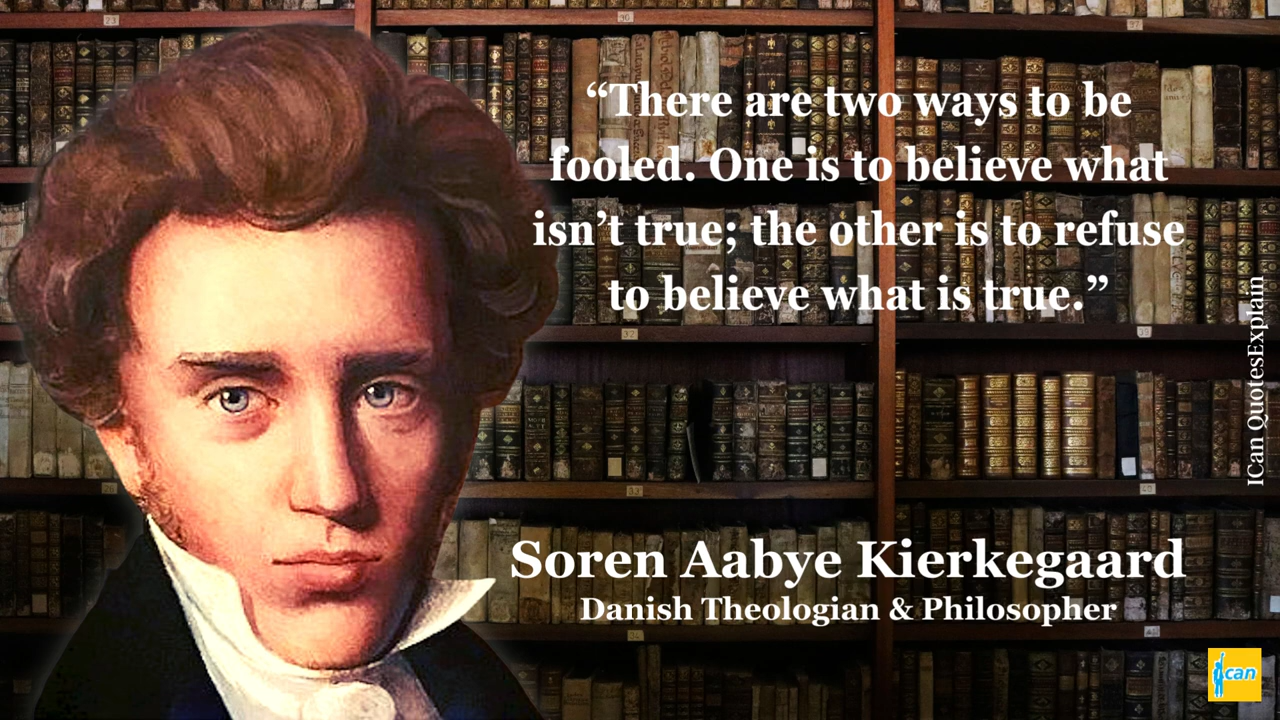 “There are two ways to be
fooled. One is to believe what
isn’t true; the other is to refuse
to believe what is true.”
ICan QuotesExplain
Soren Aabye Kierkegaard
Danish Theologian & Philosopher
can